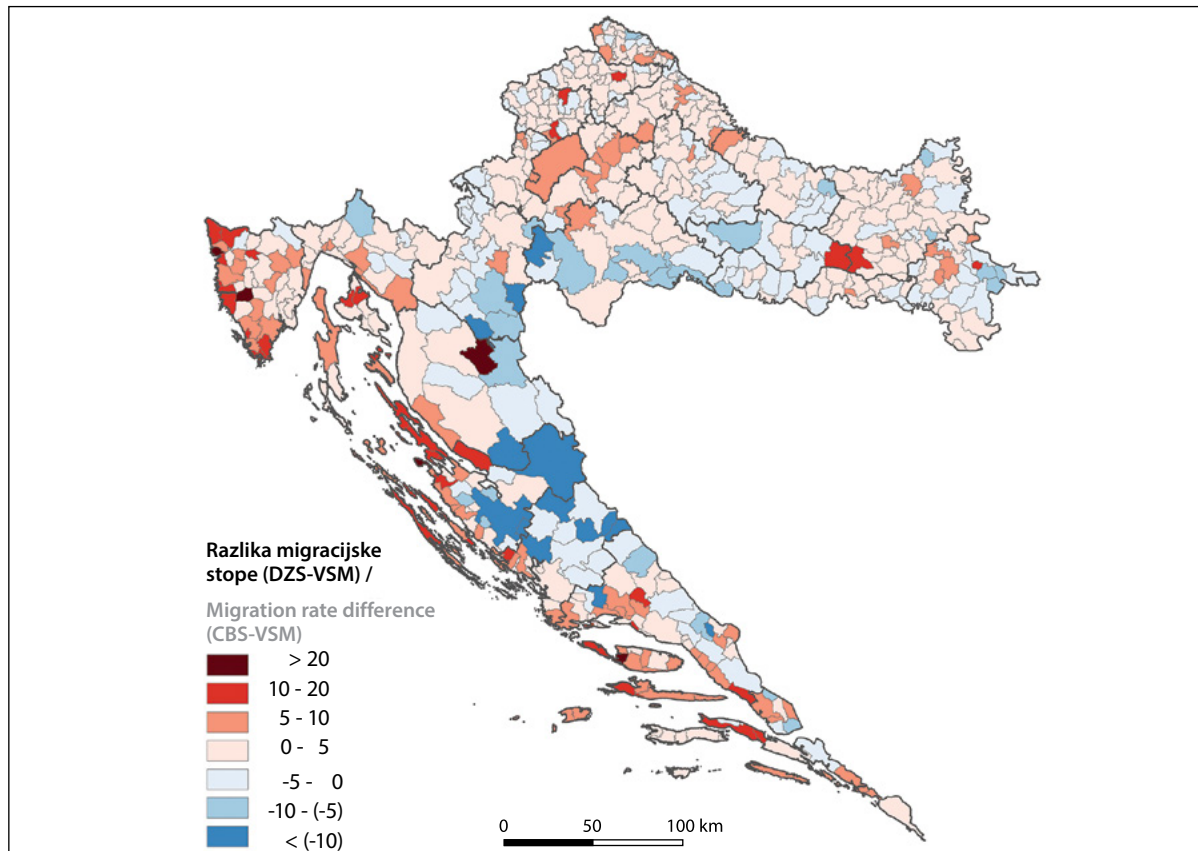 Razlika migracijske
stope (DZS-VSM) /
Migration rate difference
(CBS-VSM)
> 20
10 - 20
5 - 10
0 - 5
-5 - 0
-10 - (-5)
< (-10)
0 50 100 km